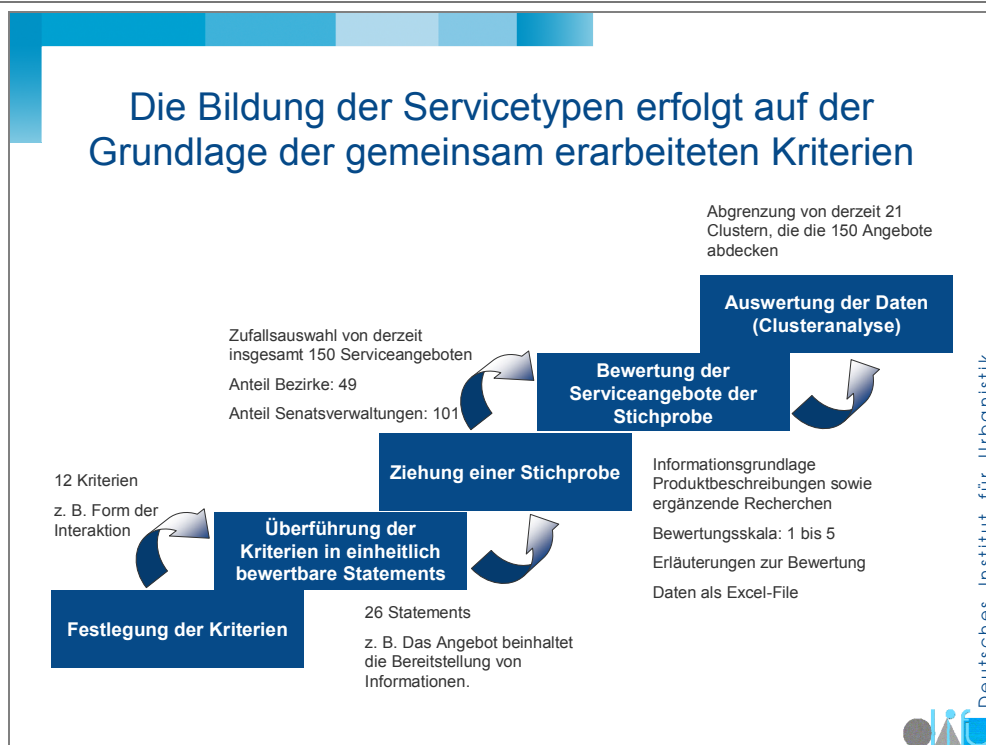 Die Bildung der Servicetypen erfolgt auf der
Grundlage der gemeinsam erarbeiteten Kriterien
Abgrenzung von derzeit 21
Clustern, die die 150 Angebote
abdecken
Auswertung der Daten
(Clusteranalyse)
Zufallsauswahl von derzeit
insgesamt 150 Serviceangeboten
Anteil Bezirke: 49
Anteil Senatsverwaltungen: 101
Bewertung der
Serviceangebote der
Stichprobe
Ziehung einer Stichprobe
Informationsgrundlage
Produktbeschreibungen sowie
ergänzende Recherchen
Bewertungsskala: 1 bis 5
Erläuterungen zur Bewertung
Daten als Excel-File
12 Kriterien
z. B. Form der
Interaktion
Überführung der
Kriterien in einheitlich
bewertbare Statements
26 Statements
z. B. Das Angebot beinhaltet
die Bereitstellung von
Informationen.
Festlegung der Kriterien
Deutsches Institut für Urbanistik
difu